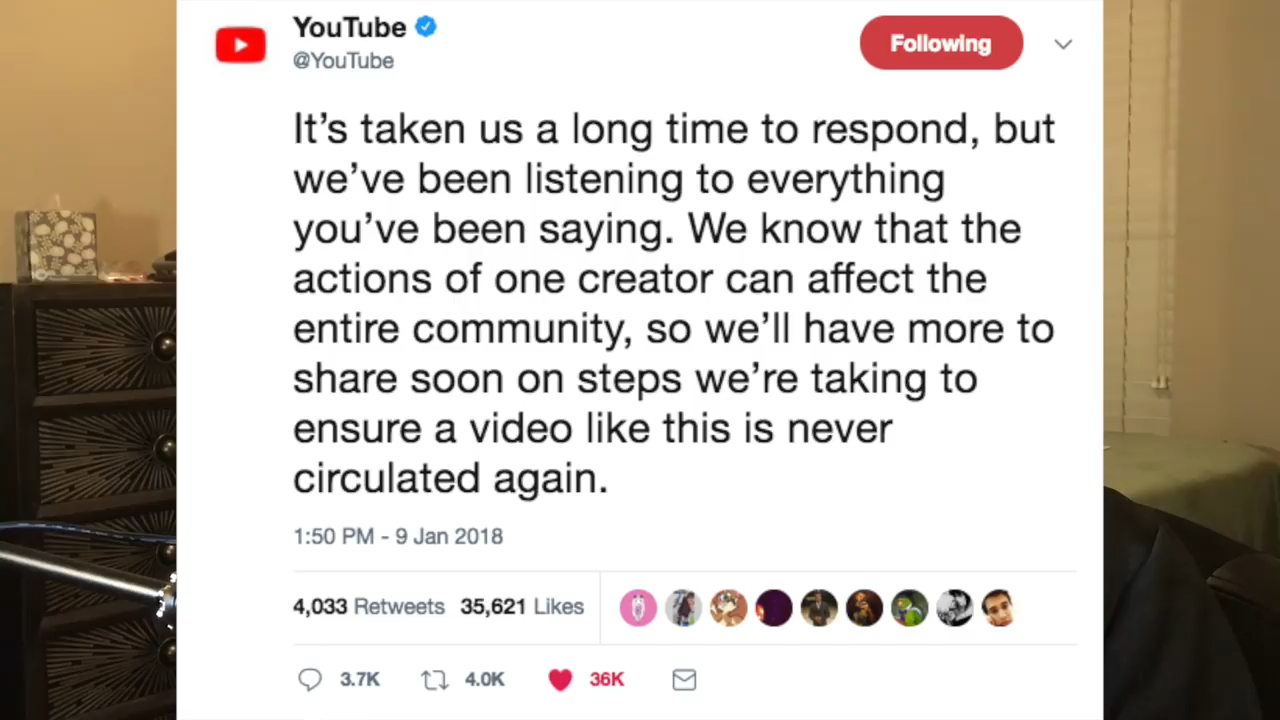 YouTube
@YouTube
Following
It’s taken us a long time to respond, but
we’ve been listening to everything
you’ve been saying. We know that the
actions of one creator can affect the
entire community, so we’ll have more to
share soon on steps we’re taking to
ensure a video like this is never
circulated again.
1:50 PM - 9 Jan 2018
4,033 Retweets 35,621 Likes
3.7K 4.0K 36K